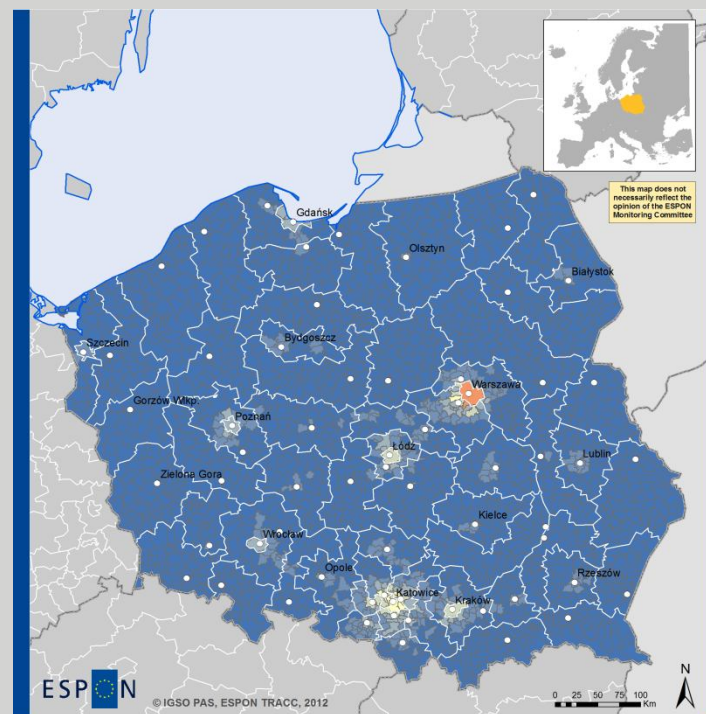 This map does not
necessarily reflect the
opinion of the ESPON
Monitoring Committee
Gdańsk
Olsztyn
Białystok
Szczecin
Bydgoszcz
Warszawa
Gorzów Wlkp.
Poznań
Łódź
Lublin
Zielona Gora
Kielce
Wrocław
Opole
Katowice
Kraków
Rzeszów
ESPON
© IGSO PAS, ESPON TRACC, 2012
0 25 50 75 100
Km
N